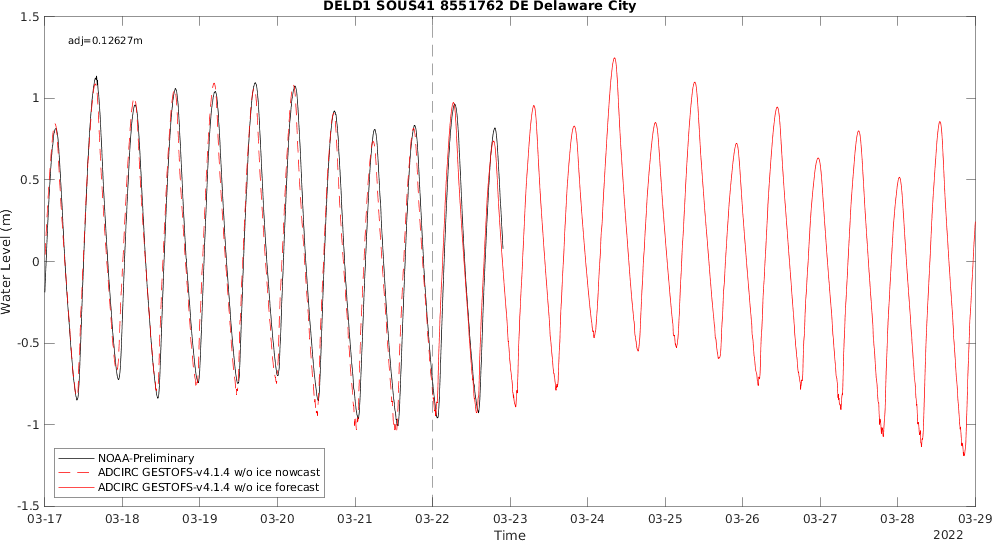 DELD1 SOUS41 8551762 DE Delaware City
adj=0.12627m
1.5
1
0.5
0
-0.5
-1
-1.5
Water Level (m)
NOAA-Preliminary
ADCIRC GESTOFS-v4.1.4 w/o ice nowcast
ADCIRC GESTOFS-v4.1.4 w/o ice forecast
03-17 03-18 03-19 03-20 03-21 03-22 03-23 03-24 03-25 03-26 03-27 03-28 03-29
Time
2022